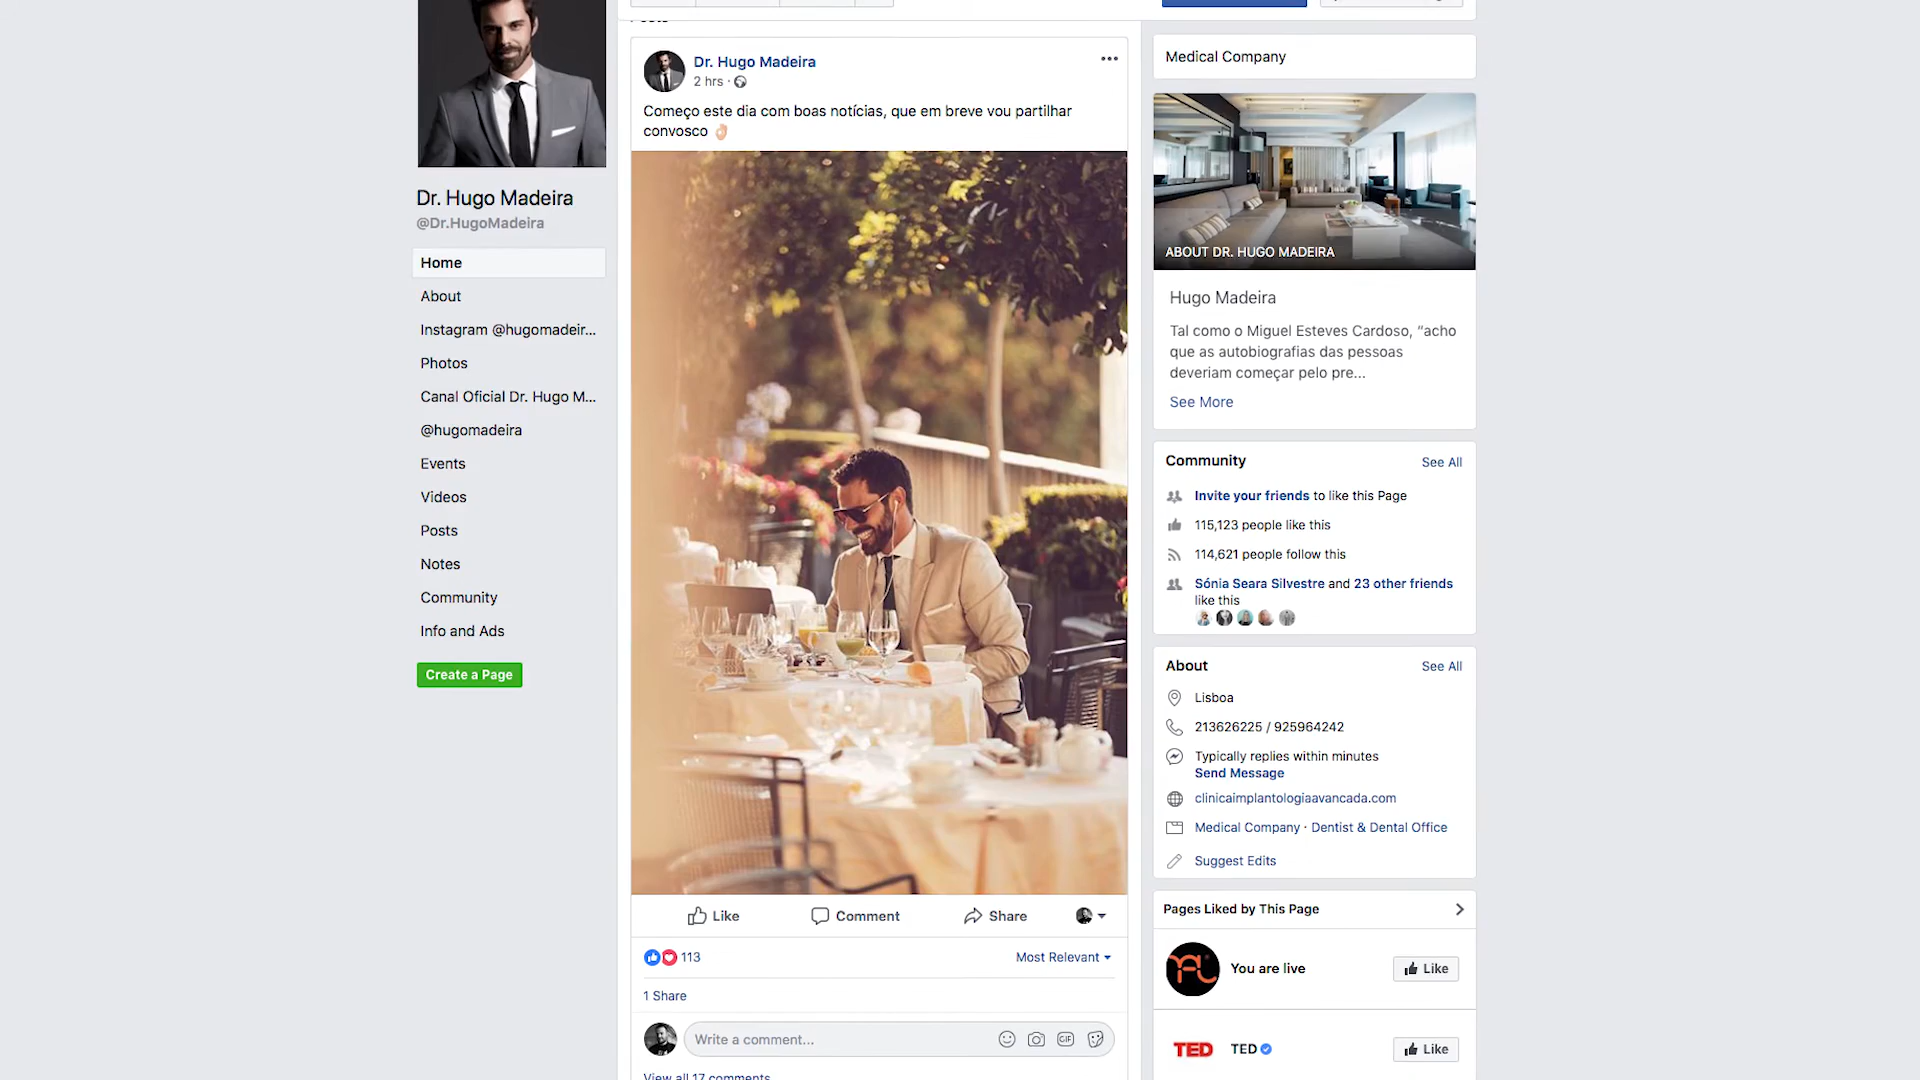 Dr. Hugo Madeira
@Dr.HugoMadeira
Home
About
Instagram @hugomadeir...
Photos
Canal Oficial Dr. Hugo M...
@hugomadeira
Events
Videos
Posts
Notes
Community
Info and Ads
Create a Page
Dr. Hugo Madeira
2 hrs ·
Começo este dia com boas notícias, que em breve vou partilhar
convosco 👌🏻
Like
Comment
Share
113
Most Relevant
1 Share
Write a comment...
GIF
View all 17 comments
Medical Company
ABOUT DR. HUGO MADEIRA
Hugo Madeira
Tal como o Miguel Esteves Cardoso, “acho
que as autobiografias das pessoas
deveriam começar pelo pre...
See More
Community
See All
Invite your friends to like this Page
115,123 people like this
114,621 people follow this
Sónia Seara Silvestre and 23 other friends
like this
About
See All
Lisboa
213626225 / 925964242
Typically replies within minutes
Send Message
clinicaimplantologiaavancada.com
Medical Company · Dentist & Dental Office
Suggest Edits
Pages Liked by This Page
You are live
Like
TED
TED
Like